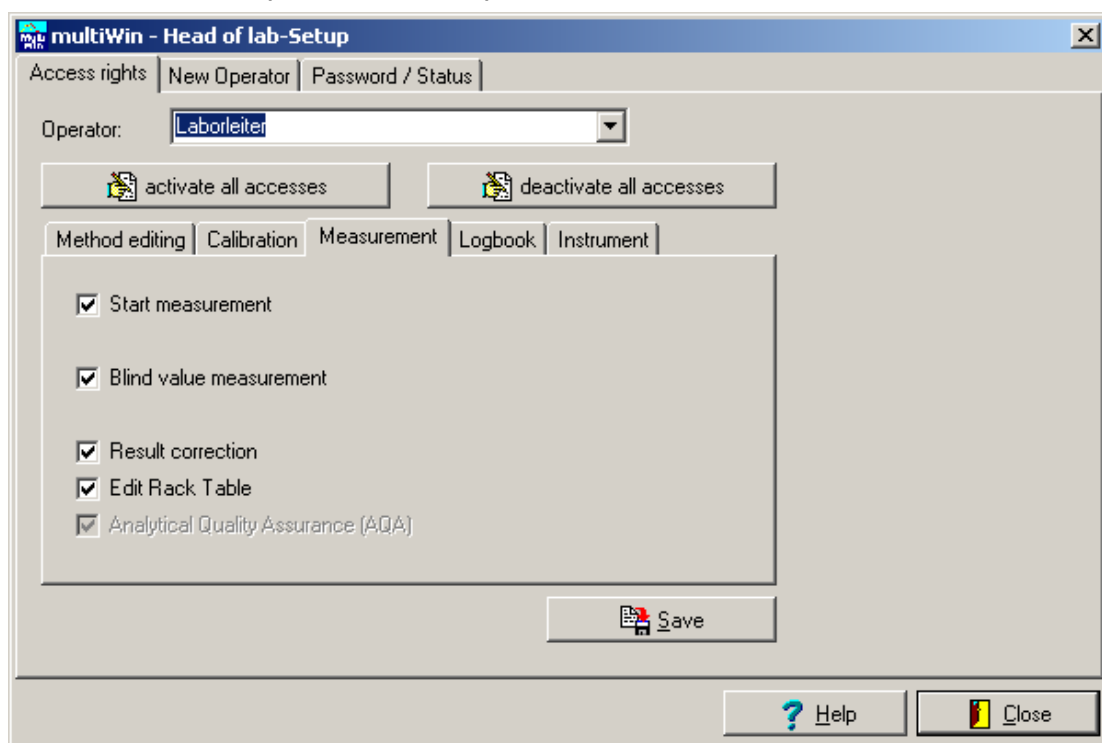 multiWin - Head of lab-Setup
Access rights New Operator Password / Status
Operator: Laborleiter
activate all accesses deactivate all accesses
Method editing Calibration Measurement Logbook Instrument
Start measurement
Blind value measurement
Result correction
Edit Rack Table
Analytical Quality Assurance (AQA)
Save
Help Close